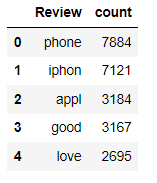 Review count
0 phone 7884
1 iphon 7121
2 appl 3184
3 good 3167
4 love 2695